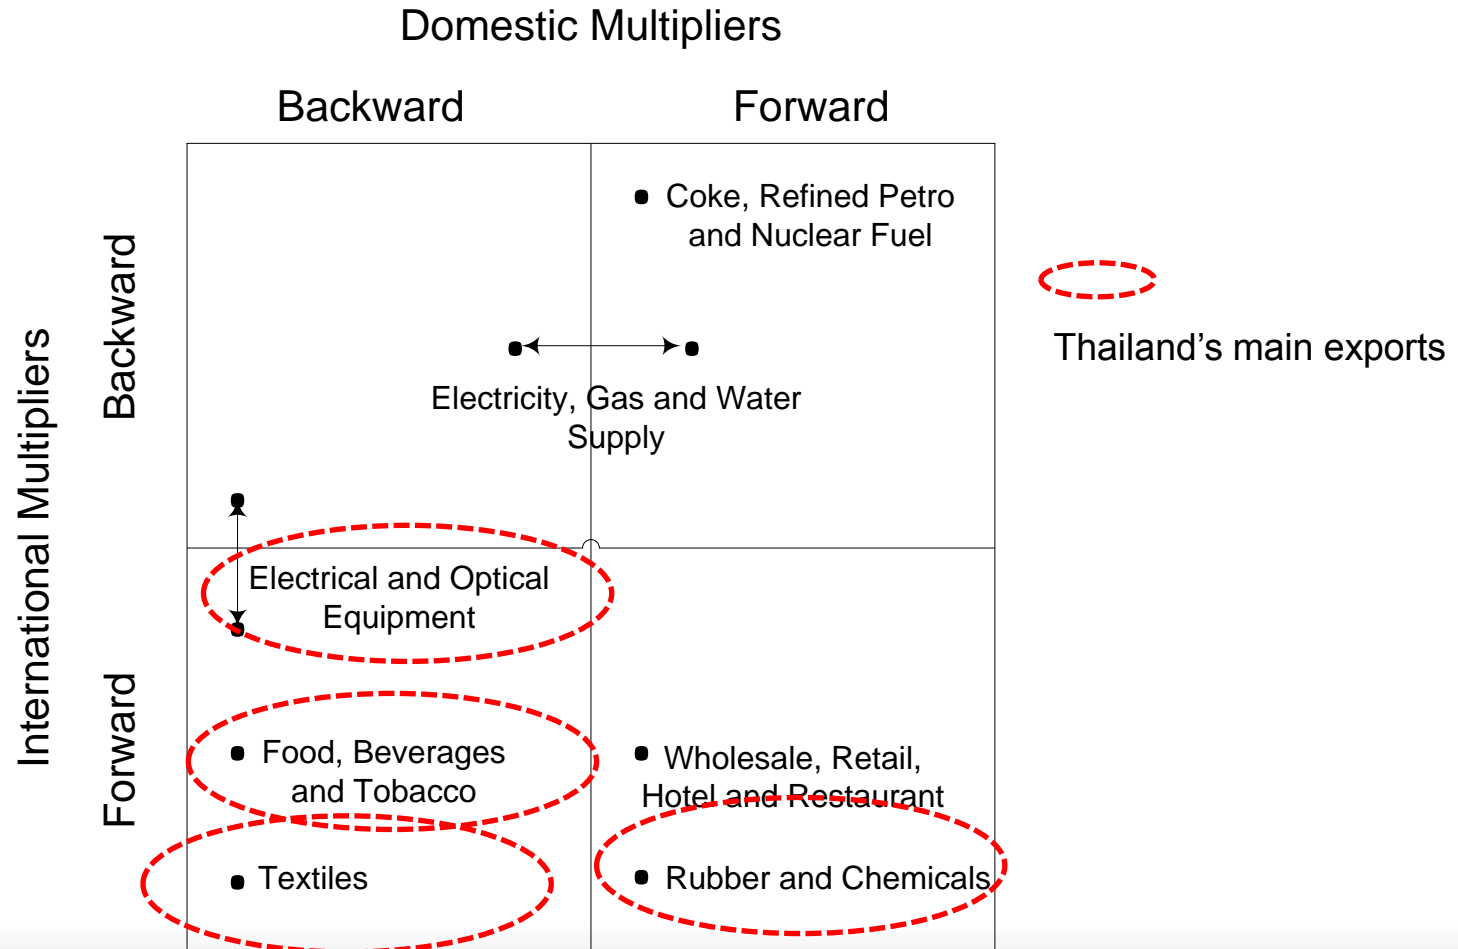 Domestic Multipliers
Backward
Forward
International Multipliers
Backward
Forward
Coke, Refined Petro
and Nuclear Fuel
Thailand’s main exports
Electricity, Gas and Water
Supply
Electrical and Optical
Equipment
Food, Beverages
and Tobacco
Wholesale, Retail,
Hotel and Restaurant
Textiles
Rubber and Chemicals